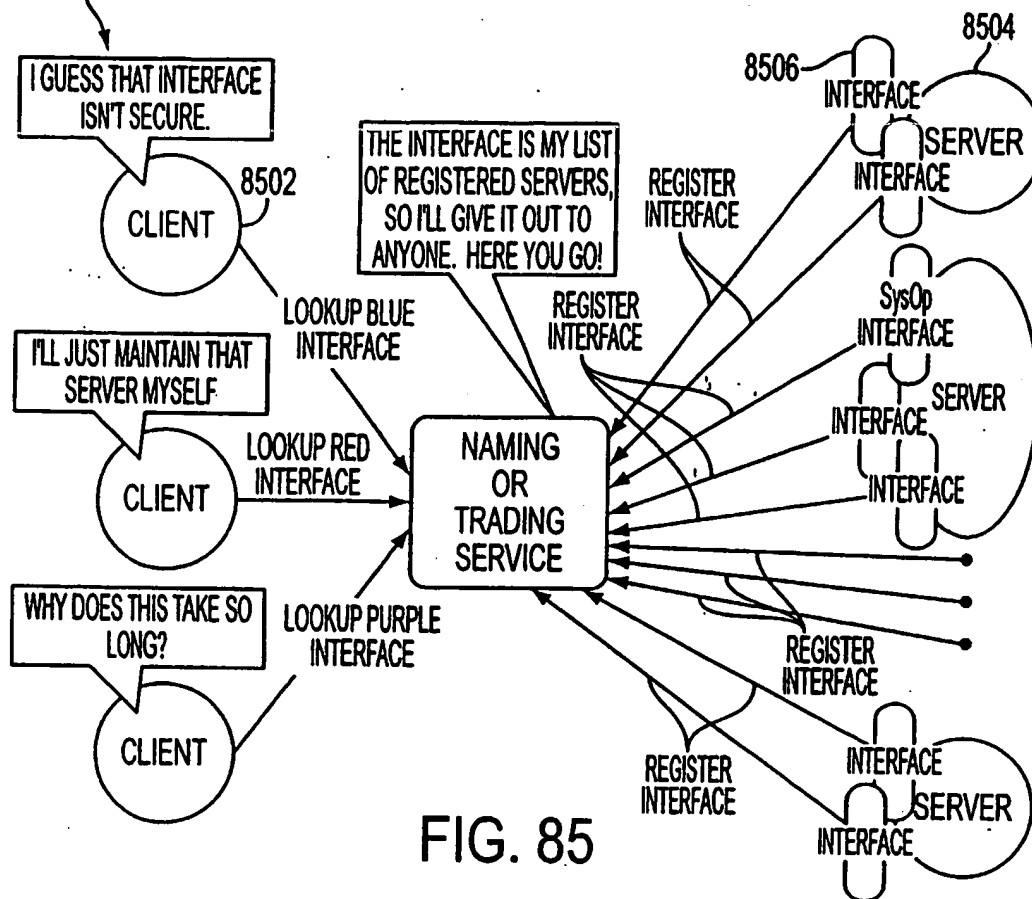 I GUESS THAT INTERFACE
ISN'T SECURE.
CLIENT
8502
THE INTERFACE IS MY LIST
OF REGISTERED SERVERS,
SO I'LL GIVE IT OUT TO
ANYONE. HERE YOU GO!
8506
8504
INTERFACE
SERVER
INTERFACE
REGISTER
INTERFACE
LOOKUP BLUE
INTERFACE
REGISTER
INTERFACE
SysOp
INTERFACE
SERVER
INTERFACE
INTERFACE
I'LL JUST MAINTAIN THAT
SERVER MYSELF
CLIENT
LOOKUP RED
INTERFACE
NAMING
OR
TRADING
SERVICE
WHY DOES THIS TAKE SO
LONG?
CLIENT
LOOKUP PURPLE
INTERFACE
REGISTER
INTERFACE
REGISTER
INTERFACE
INTERFACE
SERVER
INTERFACE
FIG. 85